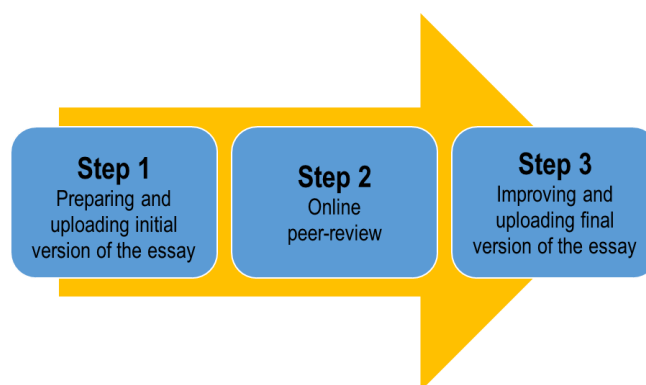 Step 1
Preparing and
uploading initial
version of the essay
Step 2
Online
peer-review
Step 3
Improving and
uploading final
version of the essay